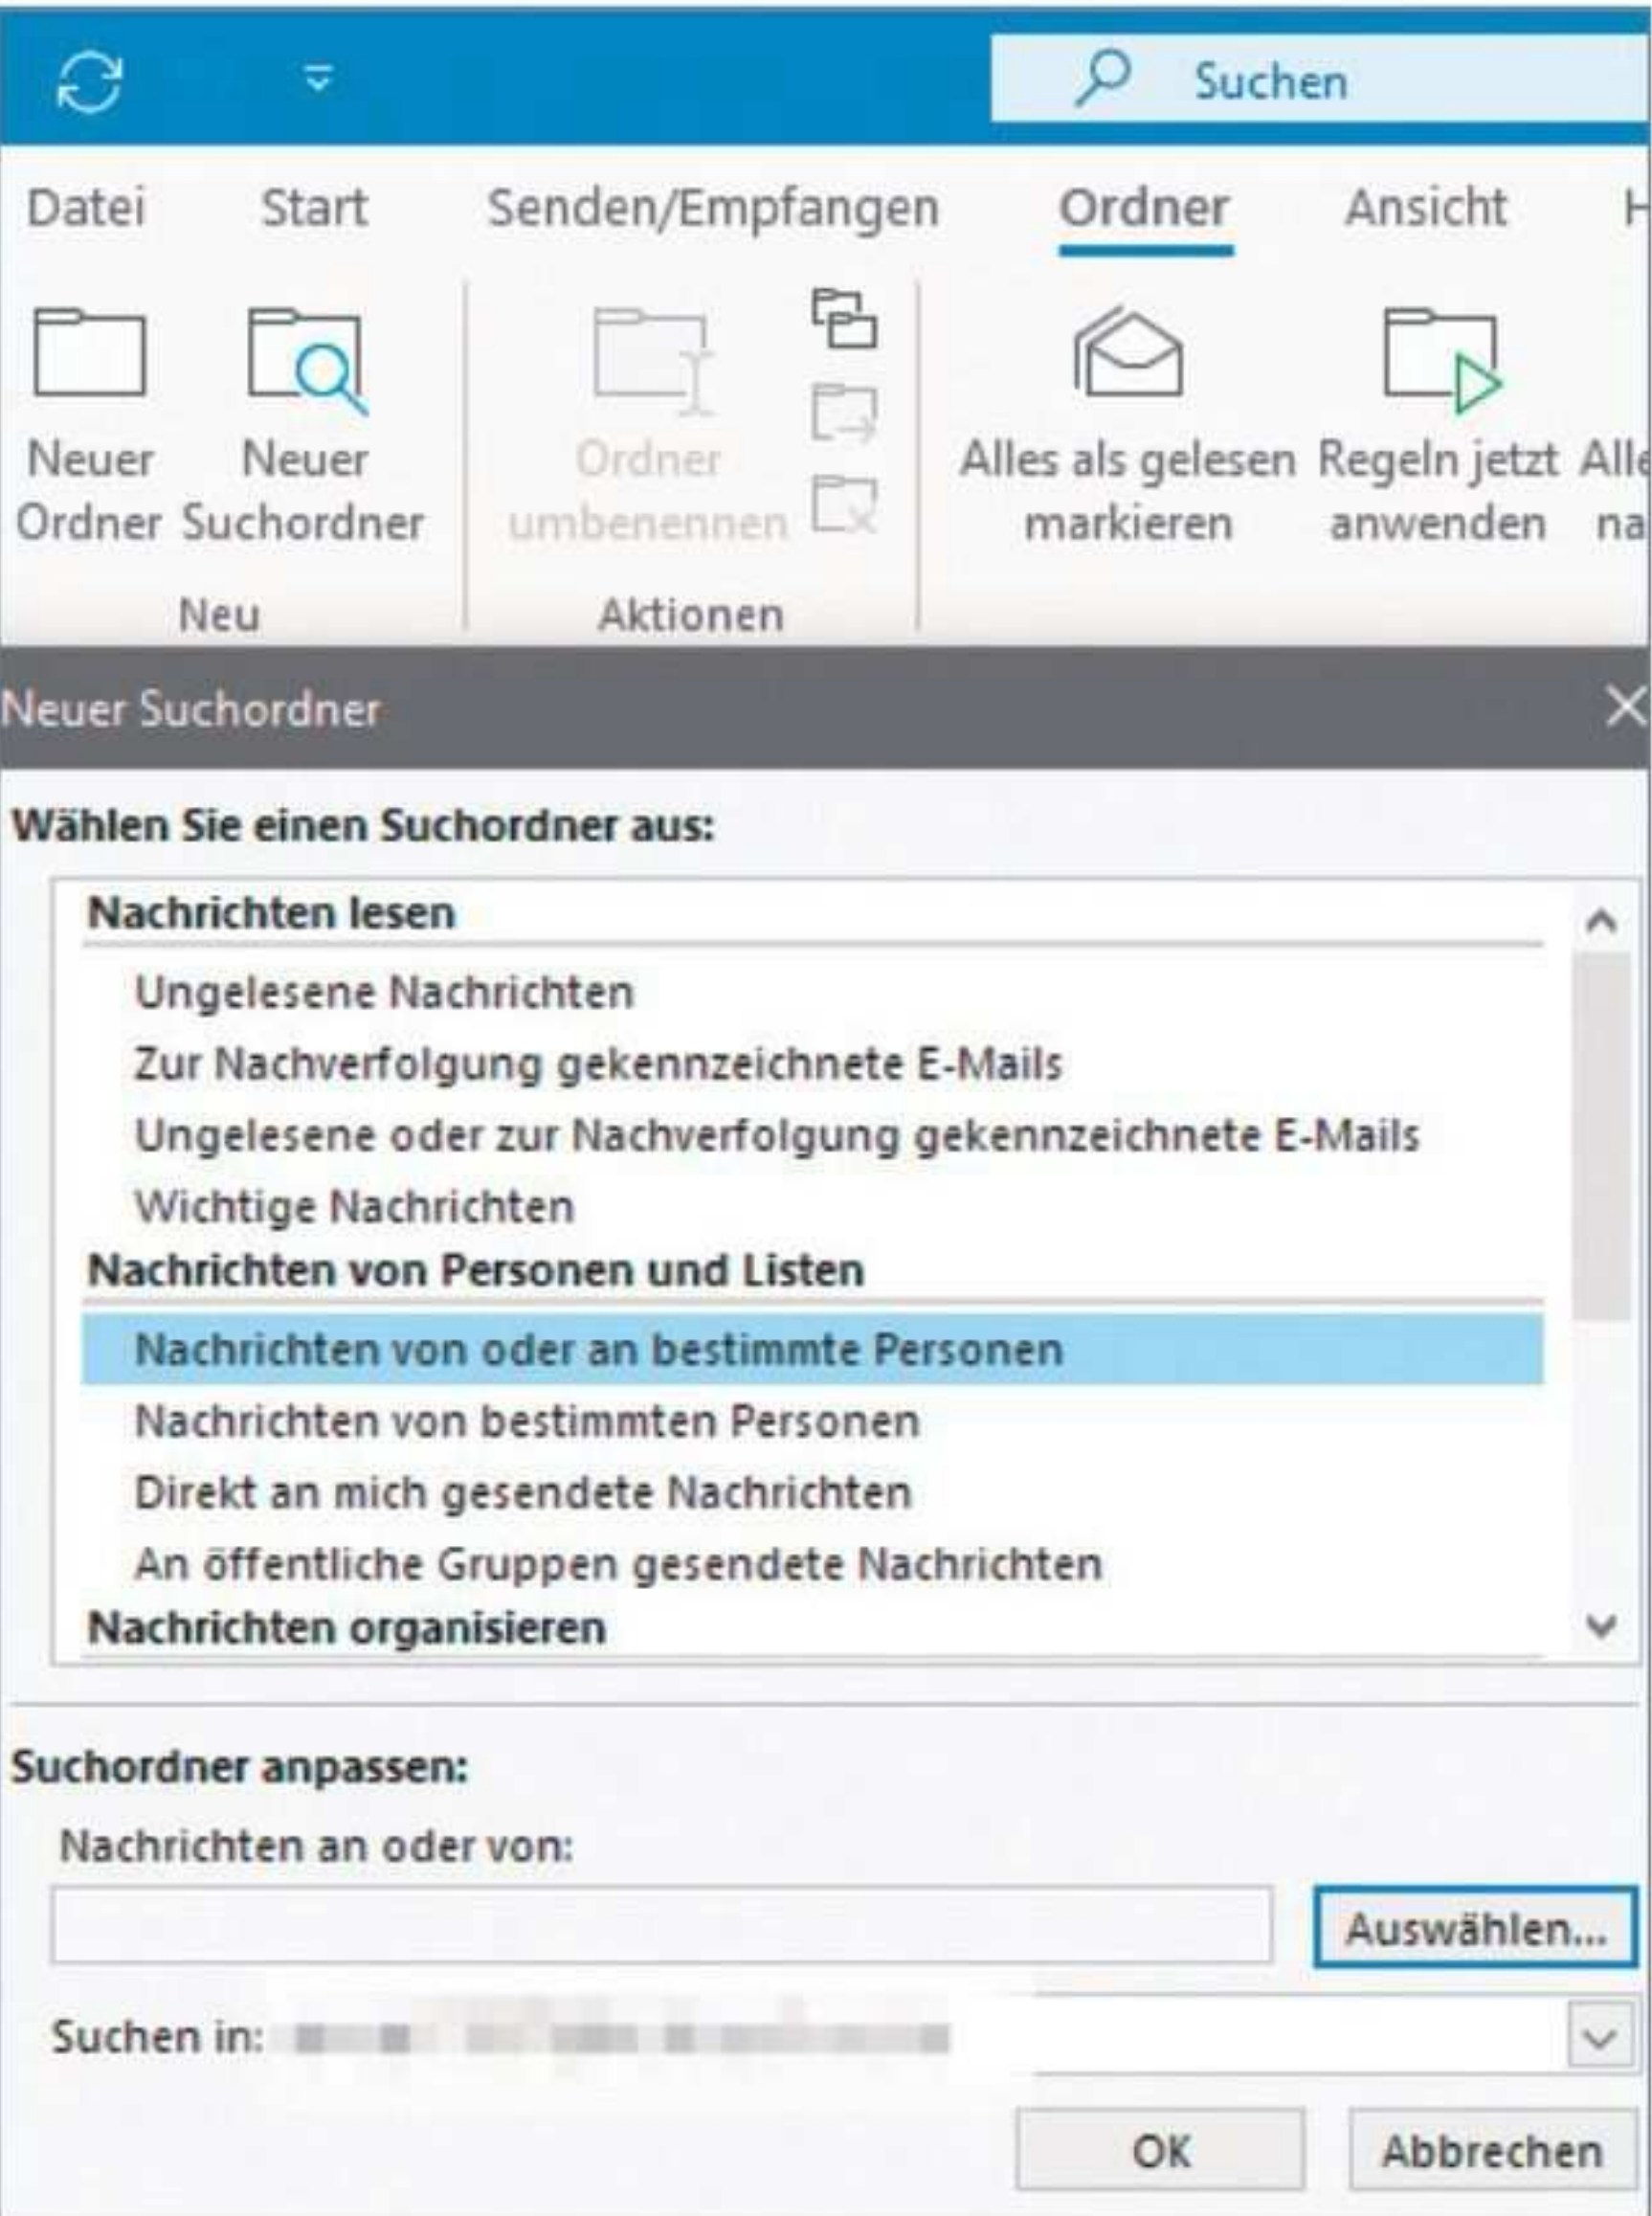 Suchen
Datei Start Senden/Empfangen Ordner Ansicht
Neuer Ordner
Neuer Suchordner
Ordner umbenennen
Alles als gelesen markieren
Regeln jetzt anwenden
Neu
Aktionen
Neuer Suchordner
Wählen Sie einen Suchordner aus:
Nachrichten lesen
Ungelesene Nachrichten
Zur Nachverfolgung gekennzeichnete E-Mails
Ungelesene oder zur Nachverfolgung gekennzeichnete E-Mails
Wichtige Nachrichten
Nachrichten von Personen und Listen
Nachrichten von oder an bestimmte Personen
Nachrichten von bestimmten Personen
Direkt an mich gesendete Nachrichten
An öffentliche Gruppen gesendete Nachrichten
Nachrichten organisieren
Suchordner anpassen:
Nachrichten an oder von:
Auswählen...
Suchen in:
OK Abbrechen